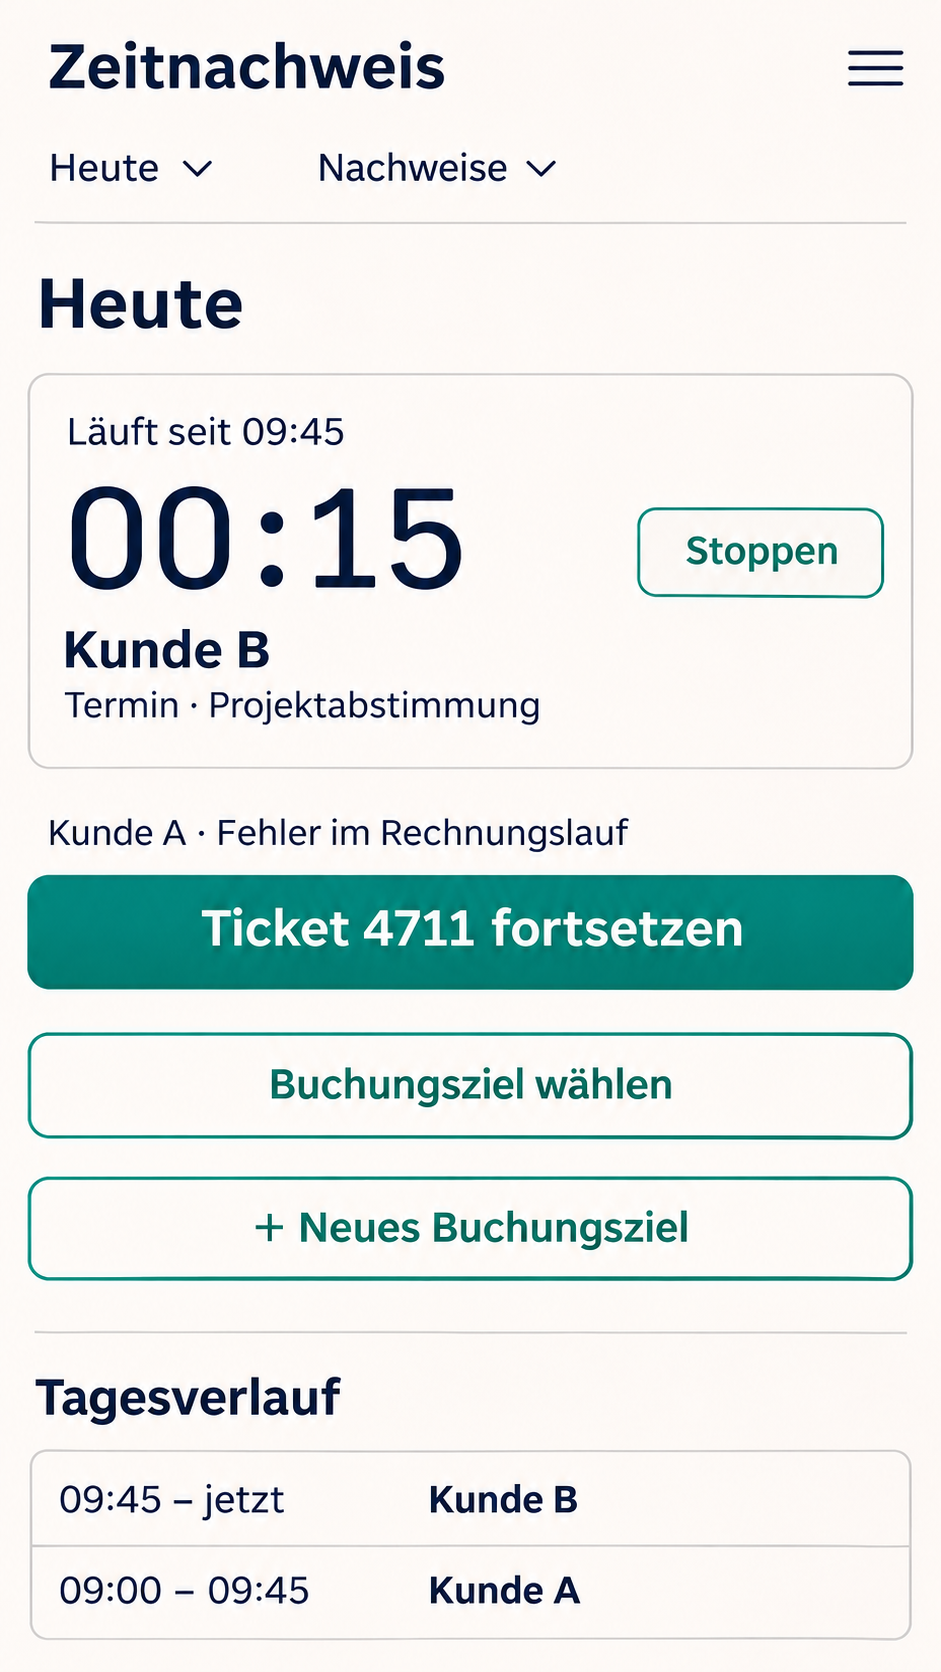 Zeitnachweis
Heute Nachweise
Heute
Läuft seit 09:45
00:15
Stoppen
Kunde B
Termin · Projektabstimmung
Kunde A · Fehler im Rechnungslauf
Ticket 4711 fortsetzen
Buchungsziel wählen
+ Neues Buchungsziel
Tagesverlauf
09:45 – jetzt Kunde B
09:00 – 09:45 Kunde A